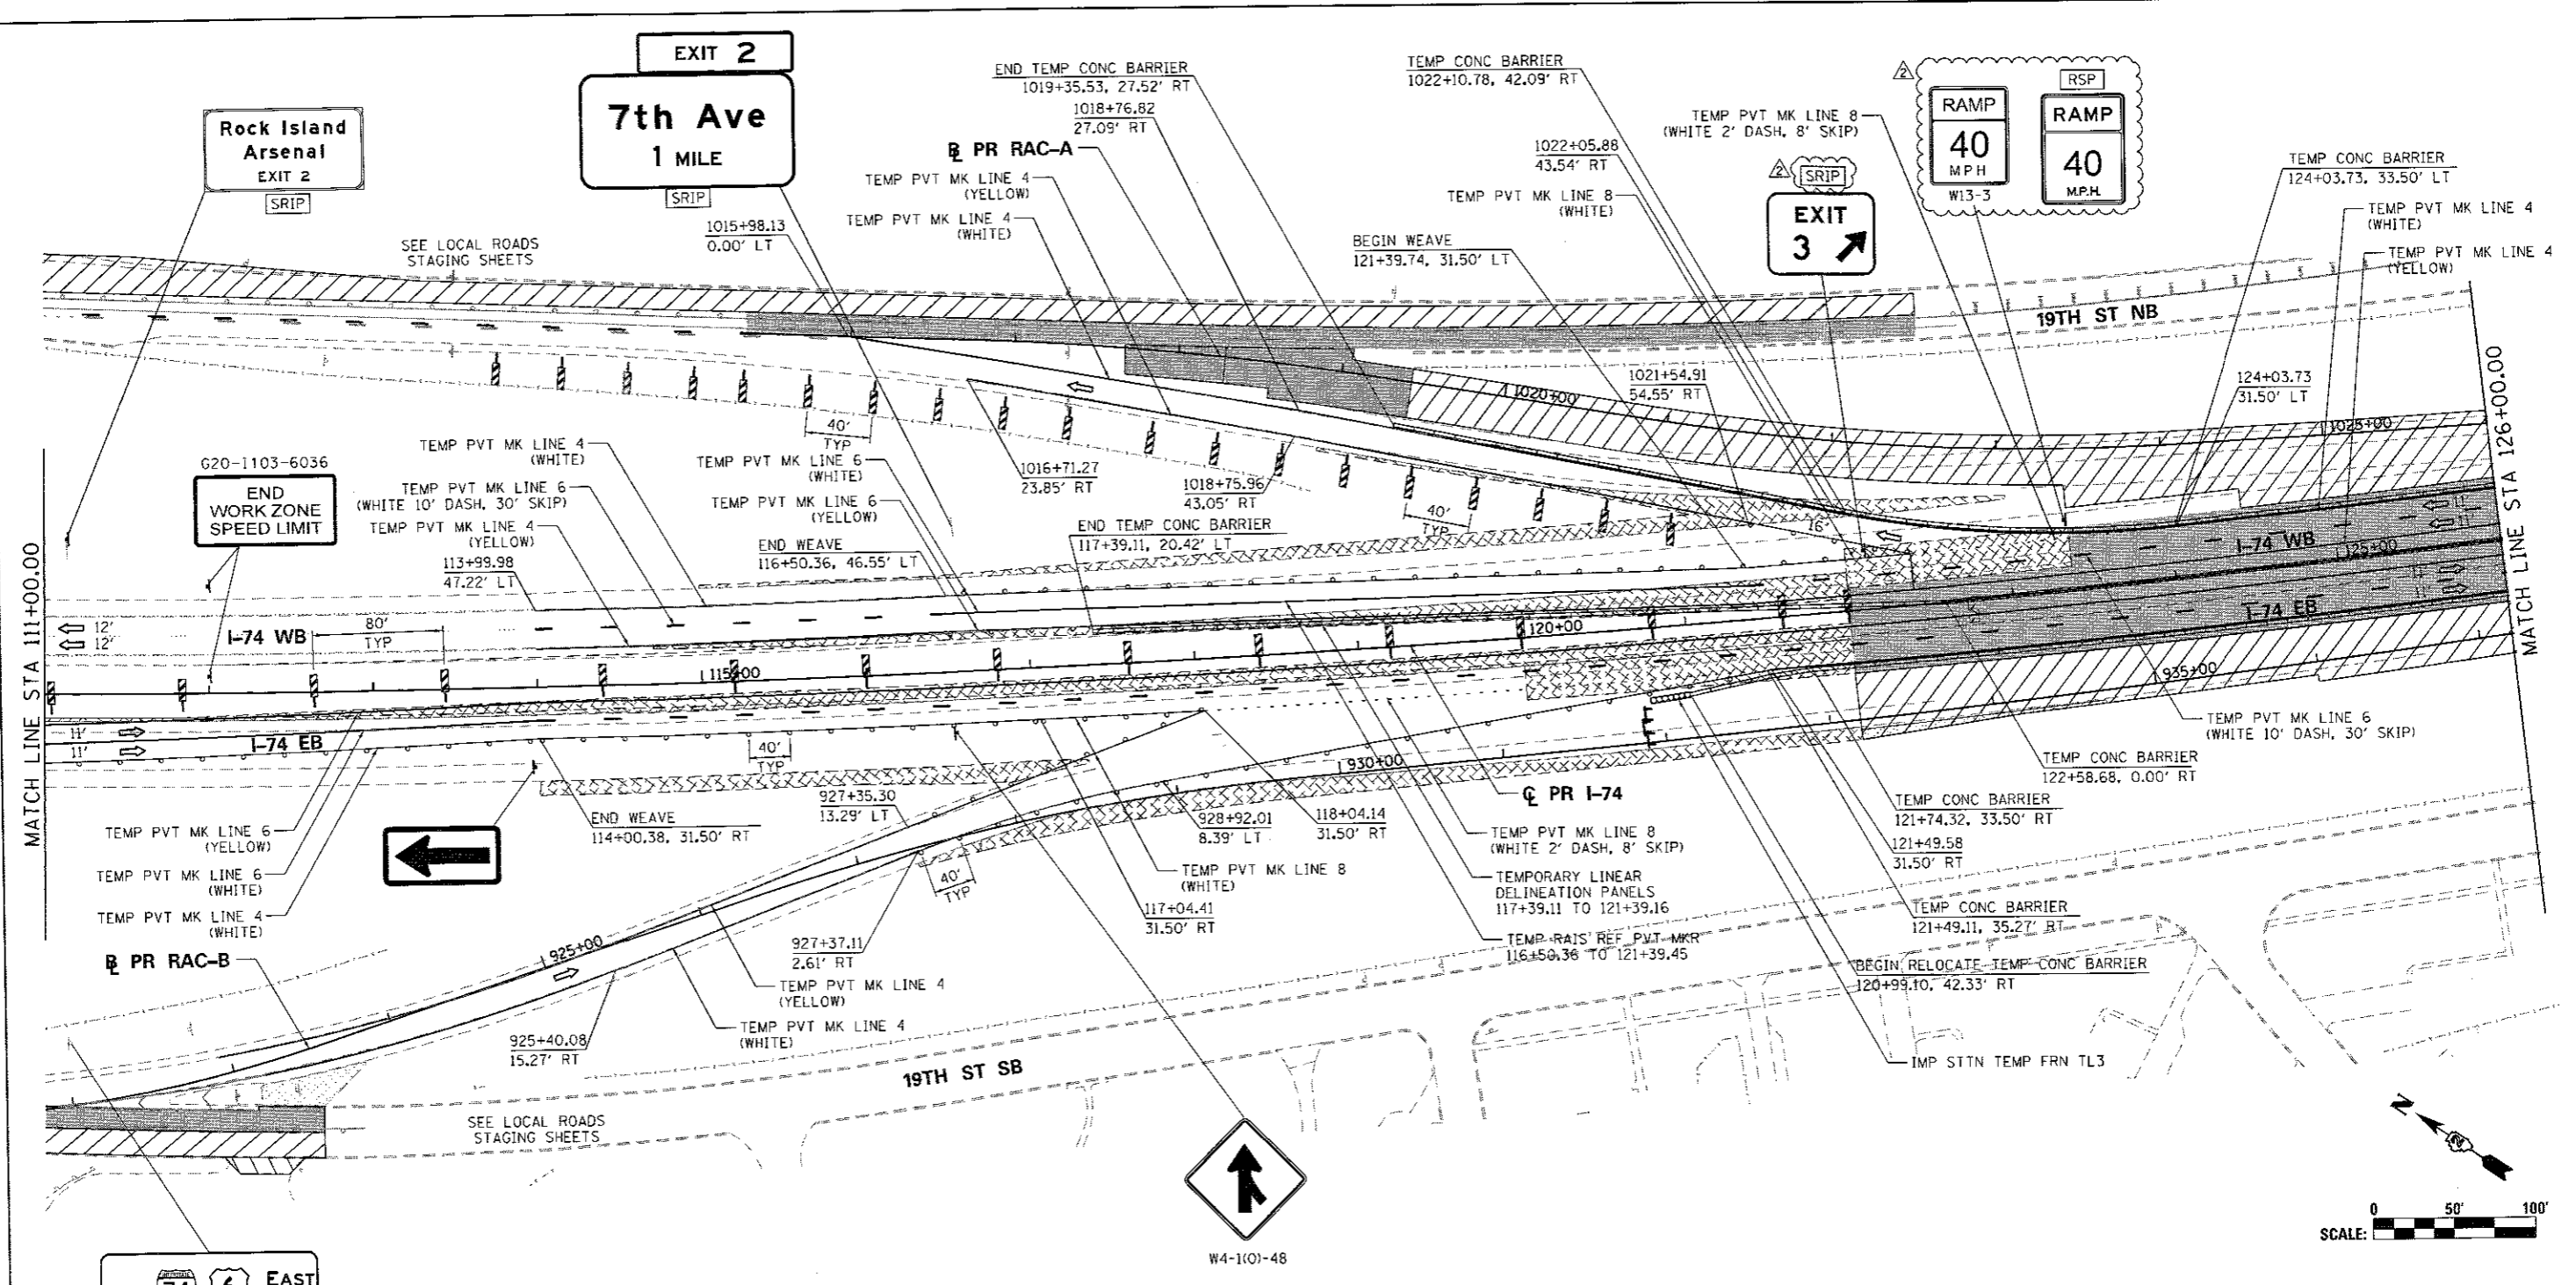 EXIT 2
7th Ave
1 MILE
SRIP
Rock Island
Arsenal
EXIT 2
SRIP
SEE LOCAL ROADS
STAGING SHEETS
1015+98.13
0.00' LT
END TEMP CONC BARRIER
1019+35.53, 27.52' RT
1018+76.82
27.09' RT
℄ PR RAC-A
TEMP PVT MK LINE 4
(YELLOW)
TEMP PVT MK LINE 4
(WHITE)
TEMP CONC BARRIER
1022+10.78, 42.09' RT
1022+05.88
43.54' RT
TEMP PVT MK LINE 8
(WHITE)
BEGIN WEAVE
121+39.74, 31.50' LT
TEMP PVT MK LINE 8
(WHITE 2' DASH, 8' SKIP)
2
SRIP
EXIT
3
2
RAMP
40
MPH
W13-3
RSP
RAMP
40
M.P.H.
TEMP CONC BARRIER
124+03.73, 33.50' LT
TEMP PVT MK LINE 4
(WHITE)
TEMP PVT MK LINE 4
(YELLOW)
19TH ST NB
124+03.73
31.50' LT
1021+54.91
54.55' RT
1020+00
1025+00
MATCH LINE STA 126+00.00
40'
TYP
1016+71.27
23.85' RT
1018+75.96
43.05' RT
40'
TYP
16'
G20-1103-6036
END
WORK ZONE
SPEED LIMIT
TEMP PVT MK LINE 4
(WHITE)
TEMP PVT MK LINE 6
(WHITE 10' DASH, 30' SKIP)
TEMP PVT MK LINE 4
(YELLOW)
113+99.98
47.22' LT
TEMP PVT MK LINE 6
(WHITE)
TEMP PVT MK LINE 6
(YELLOW)
END WEAVE
116+50.36, 46.55' LT
END TEMP CONC BARRIER
117+39.11, 20.42' LT
MATCH LINE STA 111+00.00
12'
12'
I-74 WB
80'
TYP
115+00
120+00
I-74 WB
11'
11'
125+00
11'
11'
I-74 EB
11'
11'
I-74 EB
40'
TYP
930+00
935+00
TEMP PVT MK LINE 6
(WHITE 10' DASH, 30' SKIP)
TEMP CONC BARRIER
122+58.68, 0.00' RT
TEMP CONC BARRIER
121+74.32, 33.50' RT
121+49.58
31.50' RT
TEMP CONC BARRIER
121+49.11, 35.27' RT
BEGIN RELOCATE TEMP CONC BARRIER
120+99.10, 42.33' RT
IMP STTN TEMP FRN TL3
℄ PR I-74
TEMP PVT MK LINE 8
(WHITE 2' DASH, 8' SKIP)
TEMPORARY LINEAR
DELINEATION PANELS
117+39.11 TO 121+39.16
TEMP RAIS REF PVT MKR
116+50.36 TO 121+39.45
118+04.14
31.50' RT
928+92.01
8.39' LT
TEMP PVT MK LINE 8
(WHITE)
117+04.41
31.50' RT
40'
TYP
927+35.30
13.29' LT
END WEAVE
114+00.38, 31.50' RT
TEMP PVT MK LINE 6
(YELLOW)
TEMP PVT MK LINE 6
(WHITE)
TEMP PVT MK LINE 4
(WHITE)
℄ PR RAC-B
925+00
927+37.11
2.61' RT
TEMP PVT MK LINE 4
(YELLOW)
TEMP PVT MK LINE 4
(WHITE)
925+40.08
15.27' RT
19TH ST SB
SEE LOCAL ROADS
STAGING SHEETS
W4-1(O)-48
N
SCALE:
0 50' 100'
74 6 EAST